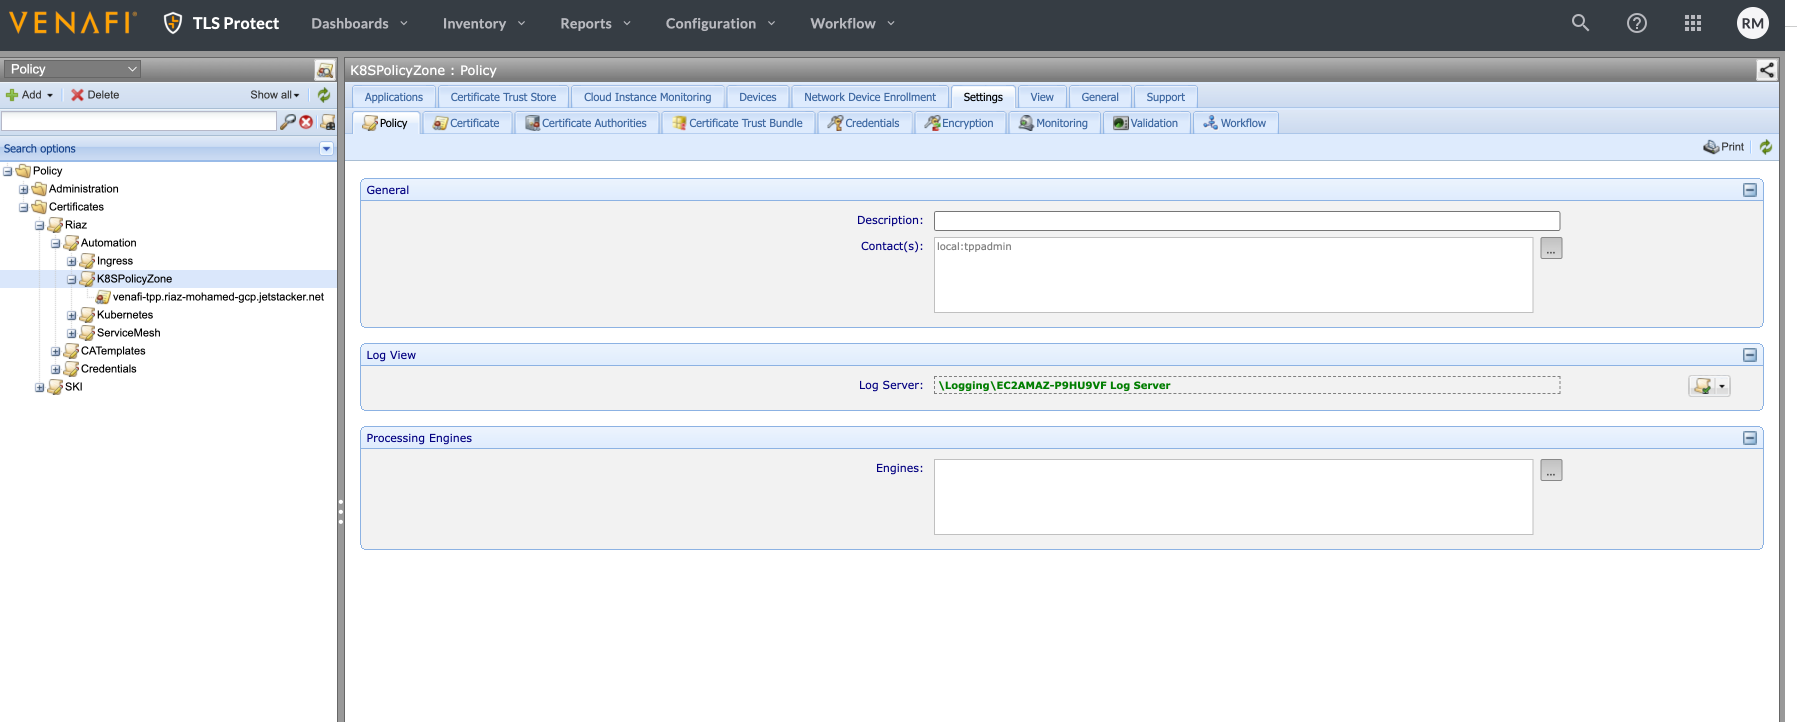 VENAFI TLS Protect Dashboards Inventory Reports Configuration Workflow RM
Policy
Add Delete Show all
Search options
Policy
Administration
Certificates
Riaz
Automation
Ingress
K8SPolicyZone
venafi-tpp.riaz-mohamed-gcp.jetstacker.net
Kubernetes
ServiceMesh
CATemplates
Credentials
SKI
K8SPolicyZone : Policy
Applications Certificate Trust Store Cloud Instance Monitoring Devices Network Device Enrollment Settings View General Support
Policy Certificate Certificate Authorities Certificate Trust Bundle Credentials Encryption Monitoring Validation Workflow
Print
General
Description:
Contact(s): local:tppadmin ...
Log View
Log Server: \Logging\EC2AMAZ-P9HU9VF Log Server
Processing Engines
Engines: ...